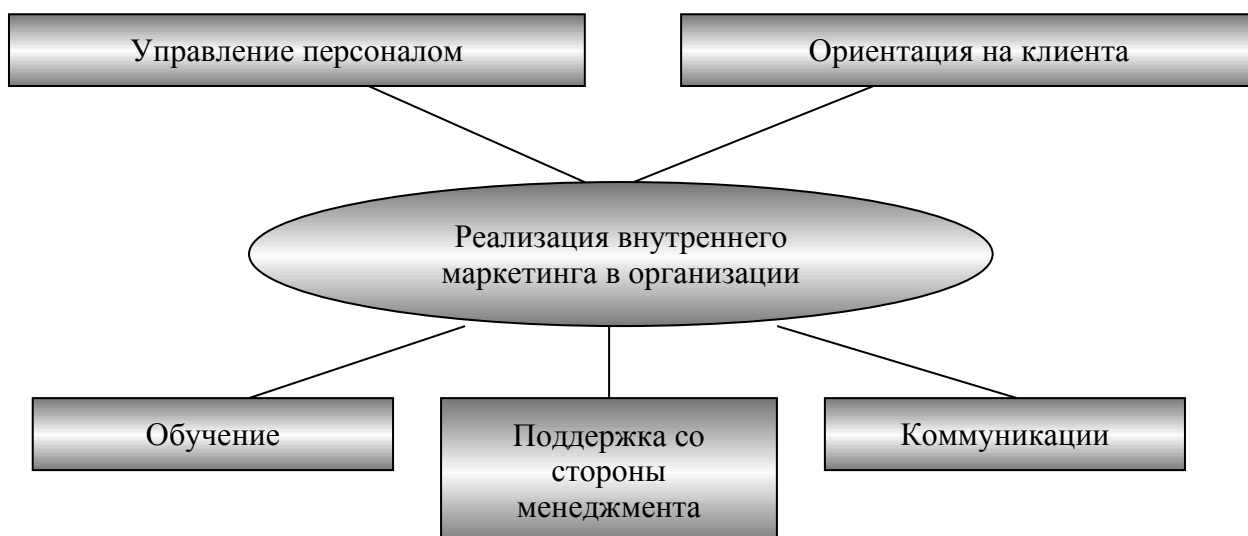 Управление персоналом
Ориентация на клиента
Реализация внутреннего
маркетинга в организации
Обучение
Поддержка со
стороны
менеджмента
Коммуникации